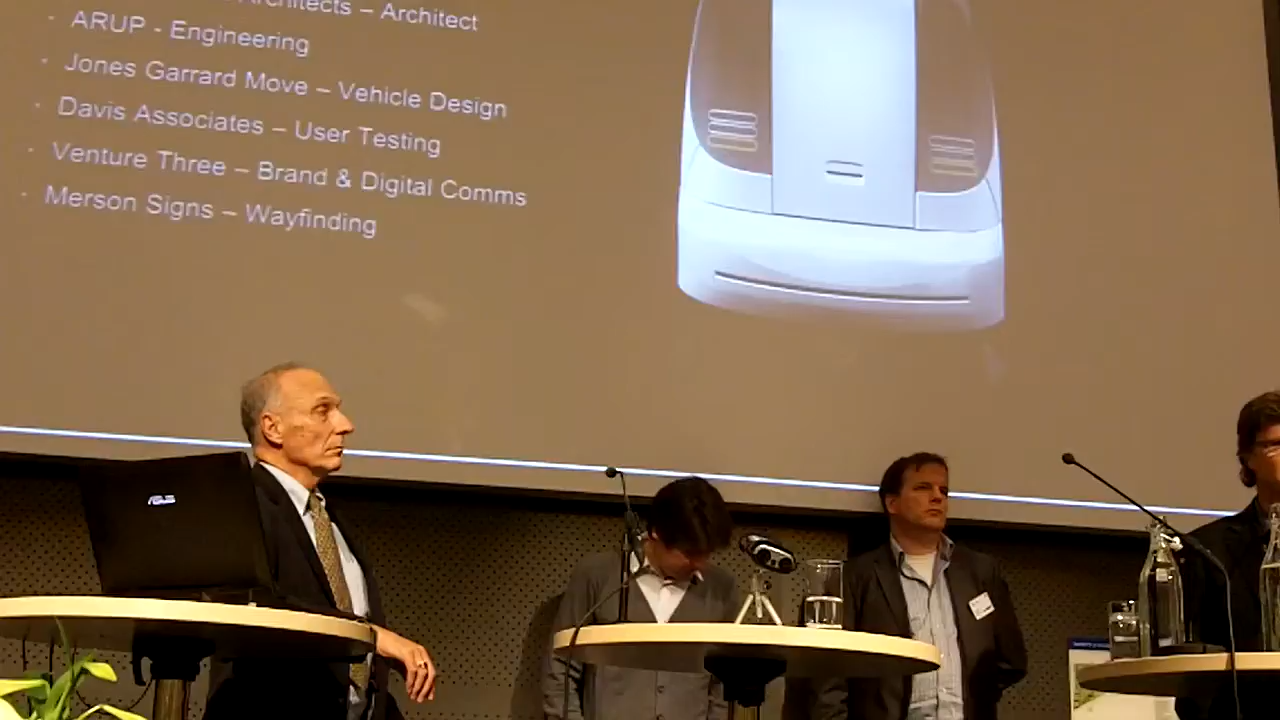 Architects – Architect
ARUP - Engineering
Jones Garrard Move – Vehicle Design
Davis Associates – User Testing
Venture Three – Brand & Digital Comms
Merson Signs – Wayfinding
ASUS